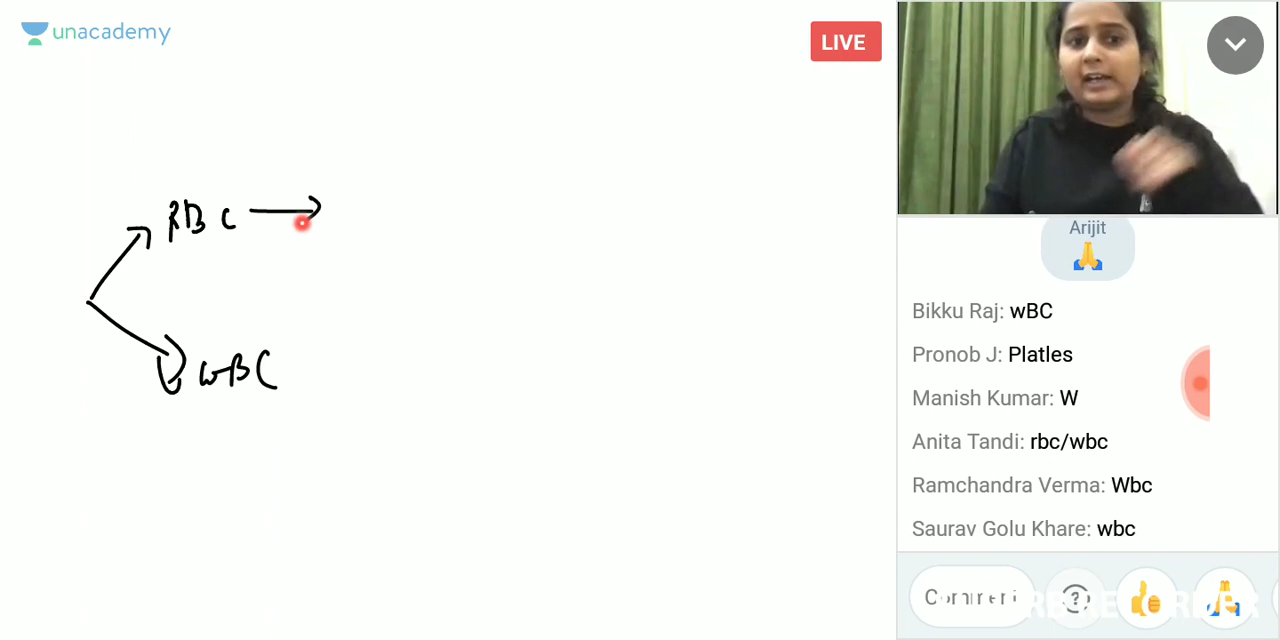 unacademy
LIVE
RBC
WBC
Arijit
Bikku Raj: wBC
Pronob J: Platles
Manish Kumar: W
Anita Tandi: rbc/wbc
Ramchandra Verma: Wbc
Saurav Golu Khare: wbc